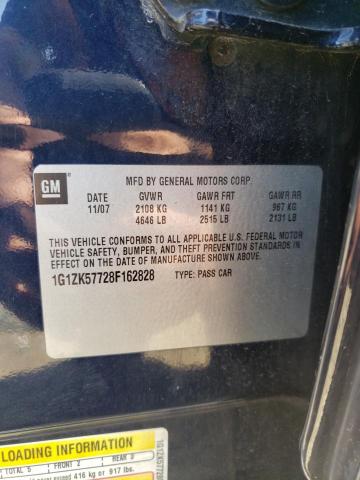 GM
MFD BY GENERAL MOTORS CORP.
DATE GVWR GAWR FRT GAWR RR
11/07 2108 KG 1141 KG 967 KG
4646 LB 2515 LB 2131 LB
THIS VEHICLE CONFORMS TO ALL APPLICABLE U.S. FEDERAL MOTOR
VEHICLE SAFETY, BUMPER, AND THEFT PREVENTION STANDARDS IN
EFFECT ON THE DATE OF MANUFACTURE SHOWN ABOVE.
1G1ZK57728F162828 TYPE: PASS CAR
LOADING INFORMATION
TOTAL 5 FRONT 2 REAR 3
exceed 416 kg or 917 lbs.